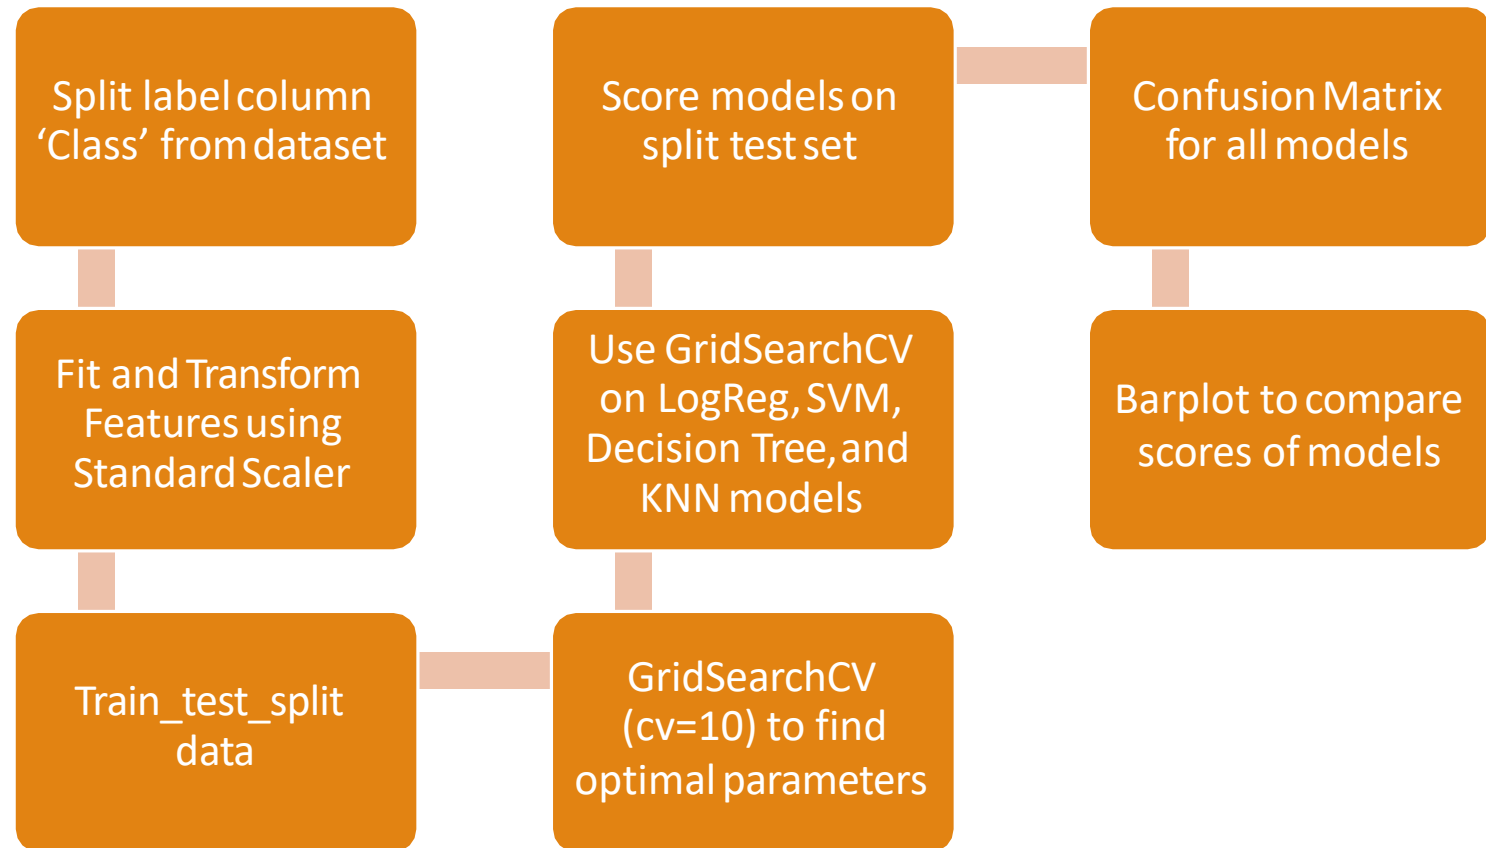 Split label column
‘Class’ from dataset
Fit and Transform
Features using
Standard Scaler
Train_test_split
data
GridSearchCV
(cv=10) to find
optimal parameters
Use GridSearchCV
on LogReg, SVM,
Decision Tree, and
KNN models
Score models on
split test set
Confusion Matrix
for all models
Barplot to compare
scores of models